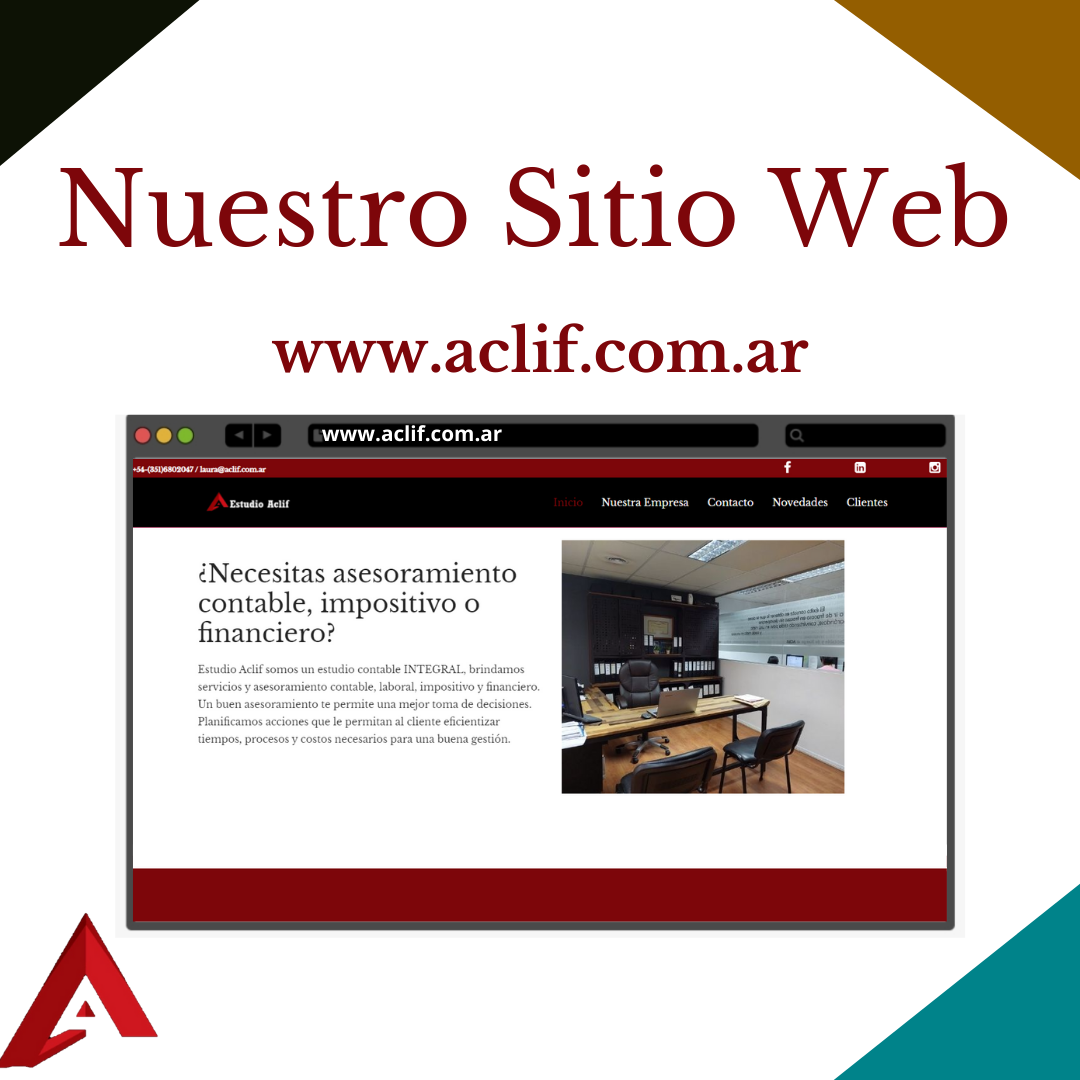 Nuestro Sitio Web
www.aclif.com.ar
www.aclif.com.ar
+54-(351)6802047 / laura@aclif.com.ar
Estudio Aclif
Inicio Nuestra Empresa Contacto Novedades Clientes
¿Necesitas asesoramiento
contable, impositivo o
financiero?
Estudio Aclif somos un estudio contable INTEGRAL, brindamos
servicios y asesoramiento contable, laboral, impositivo y financiero.
Un buen asesoramiento te permite una mejor toma de decisiones.
Planificamos acciones que le permitan al cliente eficientizar
tiempos, procesos y costos necesarios para una buena gestión.